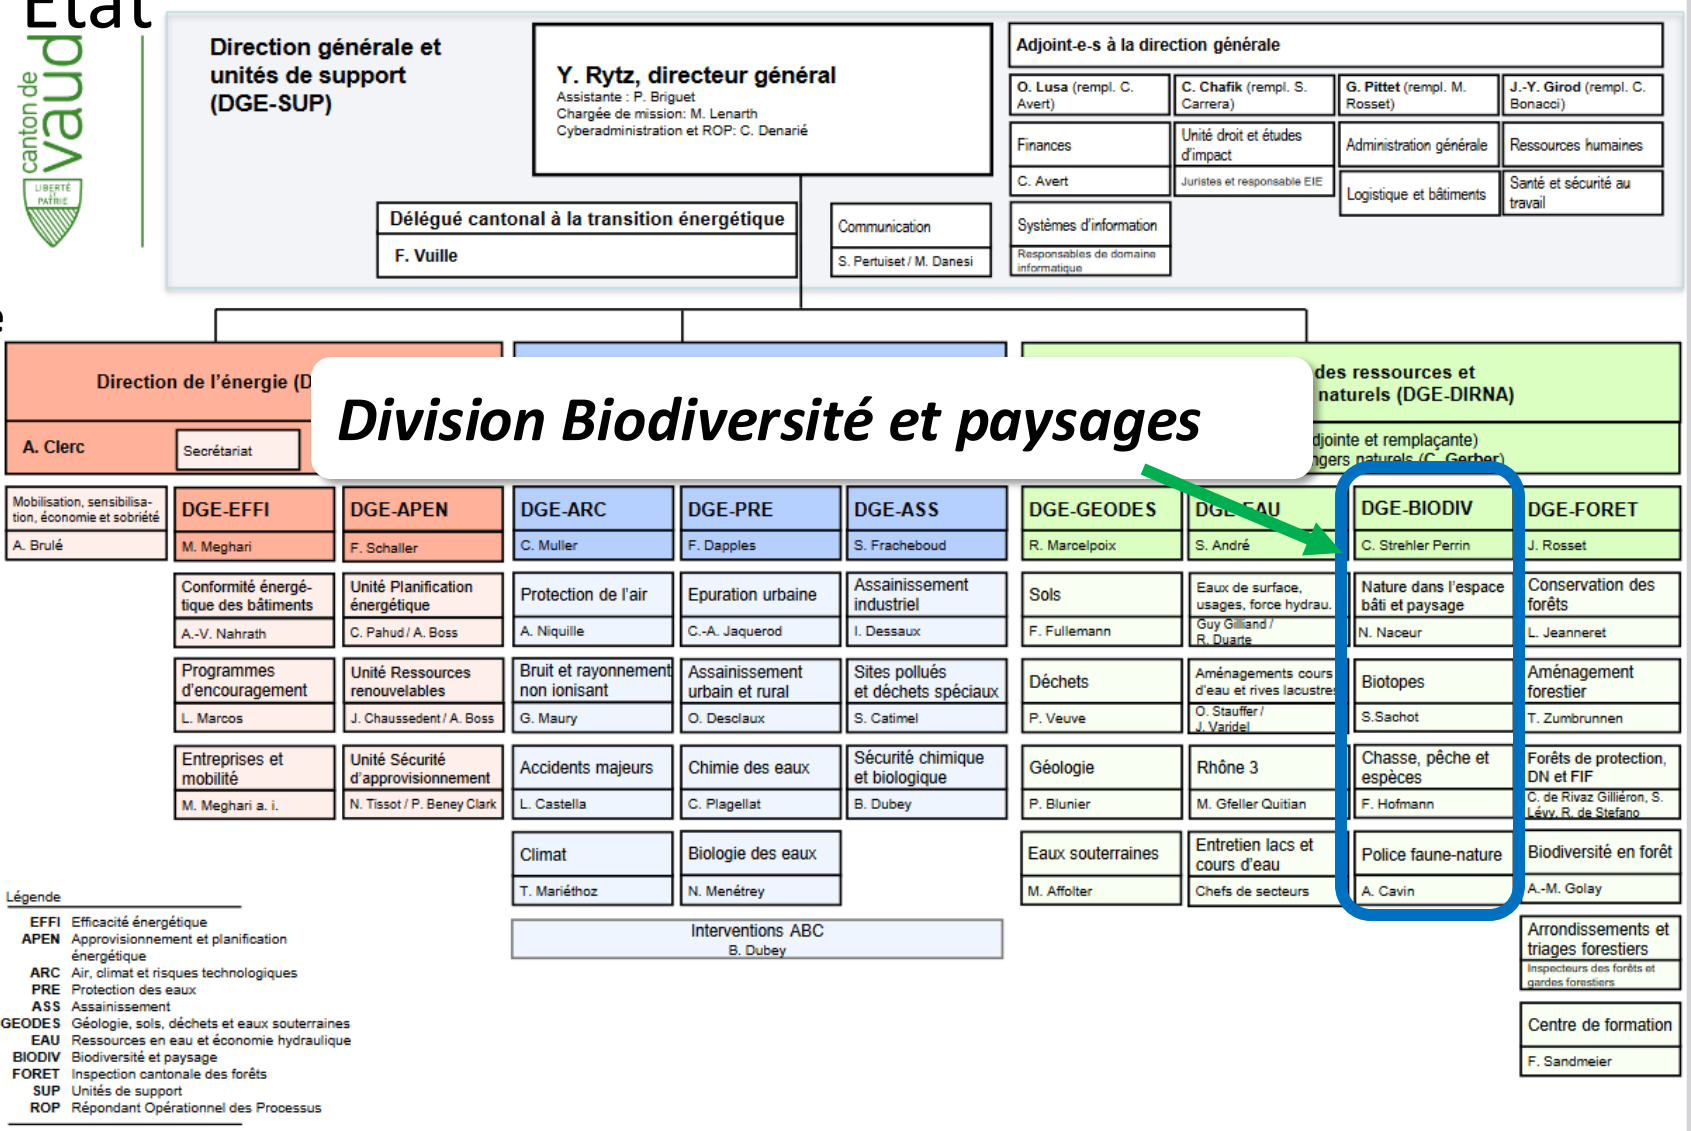 Etat
canton de
vaud
LIBERTÉ
ET
PATRIE
Direction générale et
unités de support
(DGE-SUP)
Y. Rytz, directeur général
Assistante : P. Briguet
Chargée de mission: M. Lenarth
Cyberadministration et ROP: C. Denarié
Adjoint-e-s à la direction générale
O. Lusa (rempl. C.
Avert)
C. Chafik (rempl. S.
Carrera)
G. Pittet (rempl. M.
Rosset)
J.-Y. Girod (rempl. C.
Bonacci)
Finances
C. Avert
Unité droit et études
d'impact
Juristes et responsable EIE
Administration générale
Logistique et bâtiments
Ressources humaines
Santé et sécurité au
travail
Systèmes d'information
Responsables de domaine
informatique
Délégué cantonal à la transition énergétique
F. Vuille
Communication
S. Pertuiset / M. Danesi
e
Direction de l'énergie (D
A. Clerc
Secrétariat
Division Biodiversité et paysages
des ressources et
naturels (DGE-DIRNA)
djointe et remplaçante)
ngers naturels (C. Gerber)
Mobilisation, sensibilisa-
tion, économie et sobriété
A. Brulé
DGE-EFFI
M. Meghari
Conformité énergé-
tique des bâtiments
A.-V. Nahrath
Programmes
d'encouragement
L. Marcos
Entreprises et
mobilité
M. Meghari a. i.
DGE-APEN
F. Schaller
Unité Planification
énergétique
C. Pahud / A. Boss
Unité Ressources
renouvelables
J. Chaussedent / A. Boss
Unité Sécurité
d'approvisionnement
N. Tissot / P. Beney Clark
DGE-ARC
C. Muller
Protection de l'air
A. Niquille
Bruit et rayonnement
non ionisant
G. Maury
Accidents majeurs
L. Castella
Climat
T. Mariéthoz
DGE-PRE
F. Dapples
Epuration urbaine
C.-A. Jaquerod
Assainissement
urbain et rural
O. Desclaux
Chimie des eaux
C. Plagellat
Biologie des eaux
N. Menétrey
DGE-ASS
S. Fracheboud
Assainissement
industriel
I. Dessaux
Sites pollués
et déchets spéciaux
S. Catimel
Sécurité chimique
et biologique
B. Dubey
Interventions ABC
B. Dubey
DGE-GEODES
R. Marcelpoix
Sols
F. Fullemann
Déchets
P. Veuve
Géologie
P. Blunier
Eaux souterraines
M. Affolter
DGE-EAU
S. André
Eaux de surface,
usages, force hydrau.
Guy Gilliand /
R. Duarte
Aménagements cours
d'eau et rives lacustres
O. Stauffer /
J. Varidel
Rhône 3
M. Gfeller Quitian
Entretien lacs et
cours d'eau
Chefs de secteurs
DGE-BIODIV
C. Strehler Perrin
Nature dans l'espace
bâti et paysage
N. Naceur
Biotopes
S.Sachot
Chasse, pêche et
espèces
F. Hofmann
Police faune-nature
A. Cavin
DGE-FORET
J. Rosset
Conservation des
forêts
L. Jeanneret
Aménagement
forestier
T. Zumbrunnen
Forêts de protection,
DN et FIF
C. de Rivaz Gilliéron, S.
Lévy, R. de Stefano
Biodiversité en forêt
A.-M. Golay
Arrondissements et
triages forestiers
Inspecteurs des forêts et
gardes forestiers
Centre de formation
F. Sandmeier
Légende
EFFI Efficacité énergétique
APEN Approvisionnement et planification
énergétique
ARC Air, climat et risques technologiques
PRE Protection des eaux
ASS Assainissement
GEODES Géologie, sols, déchets et eaux souterraines
EAU Ressources en eau et économie hydraulique
BIODIV Biodiversité et paysage
FORET Inspection cantonale des forêts
SUP Unités de support
ROP Répondant Opérationnel des Processus